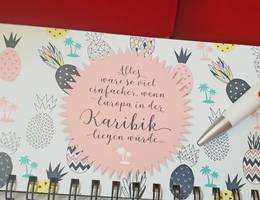 Alles
wäre so viel
einfacher, wenn
Europa in der
Karibik
liegen würde.